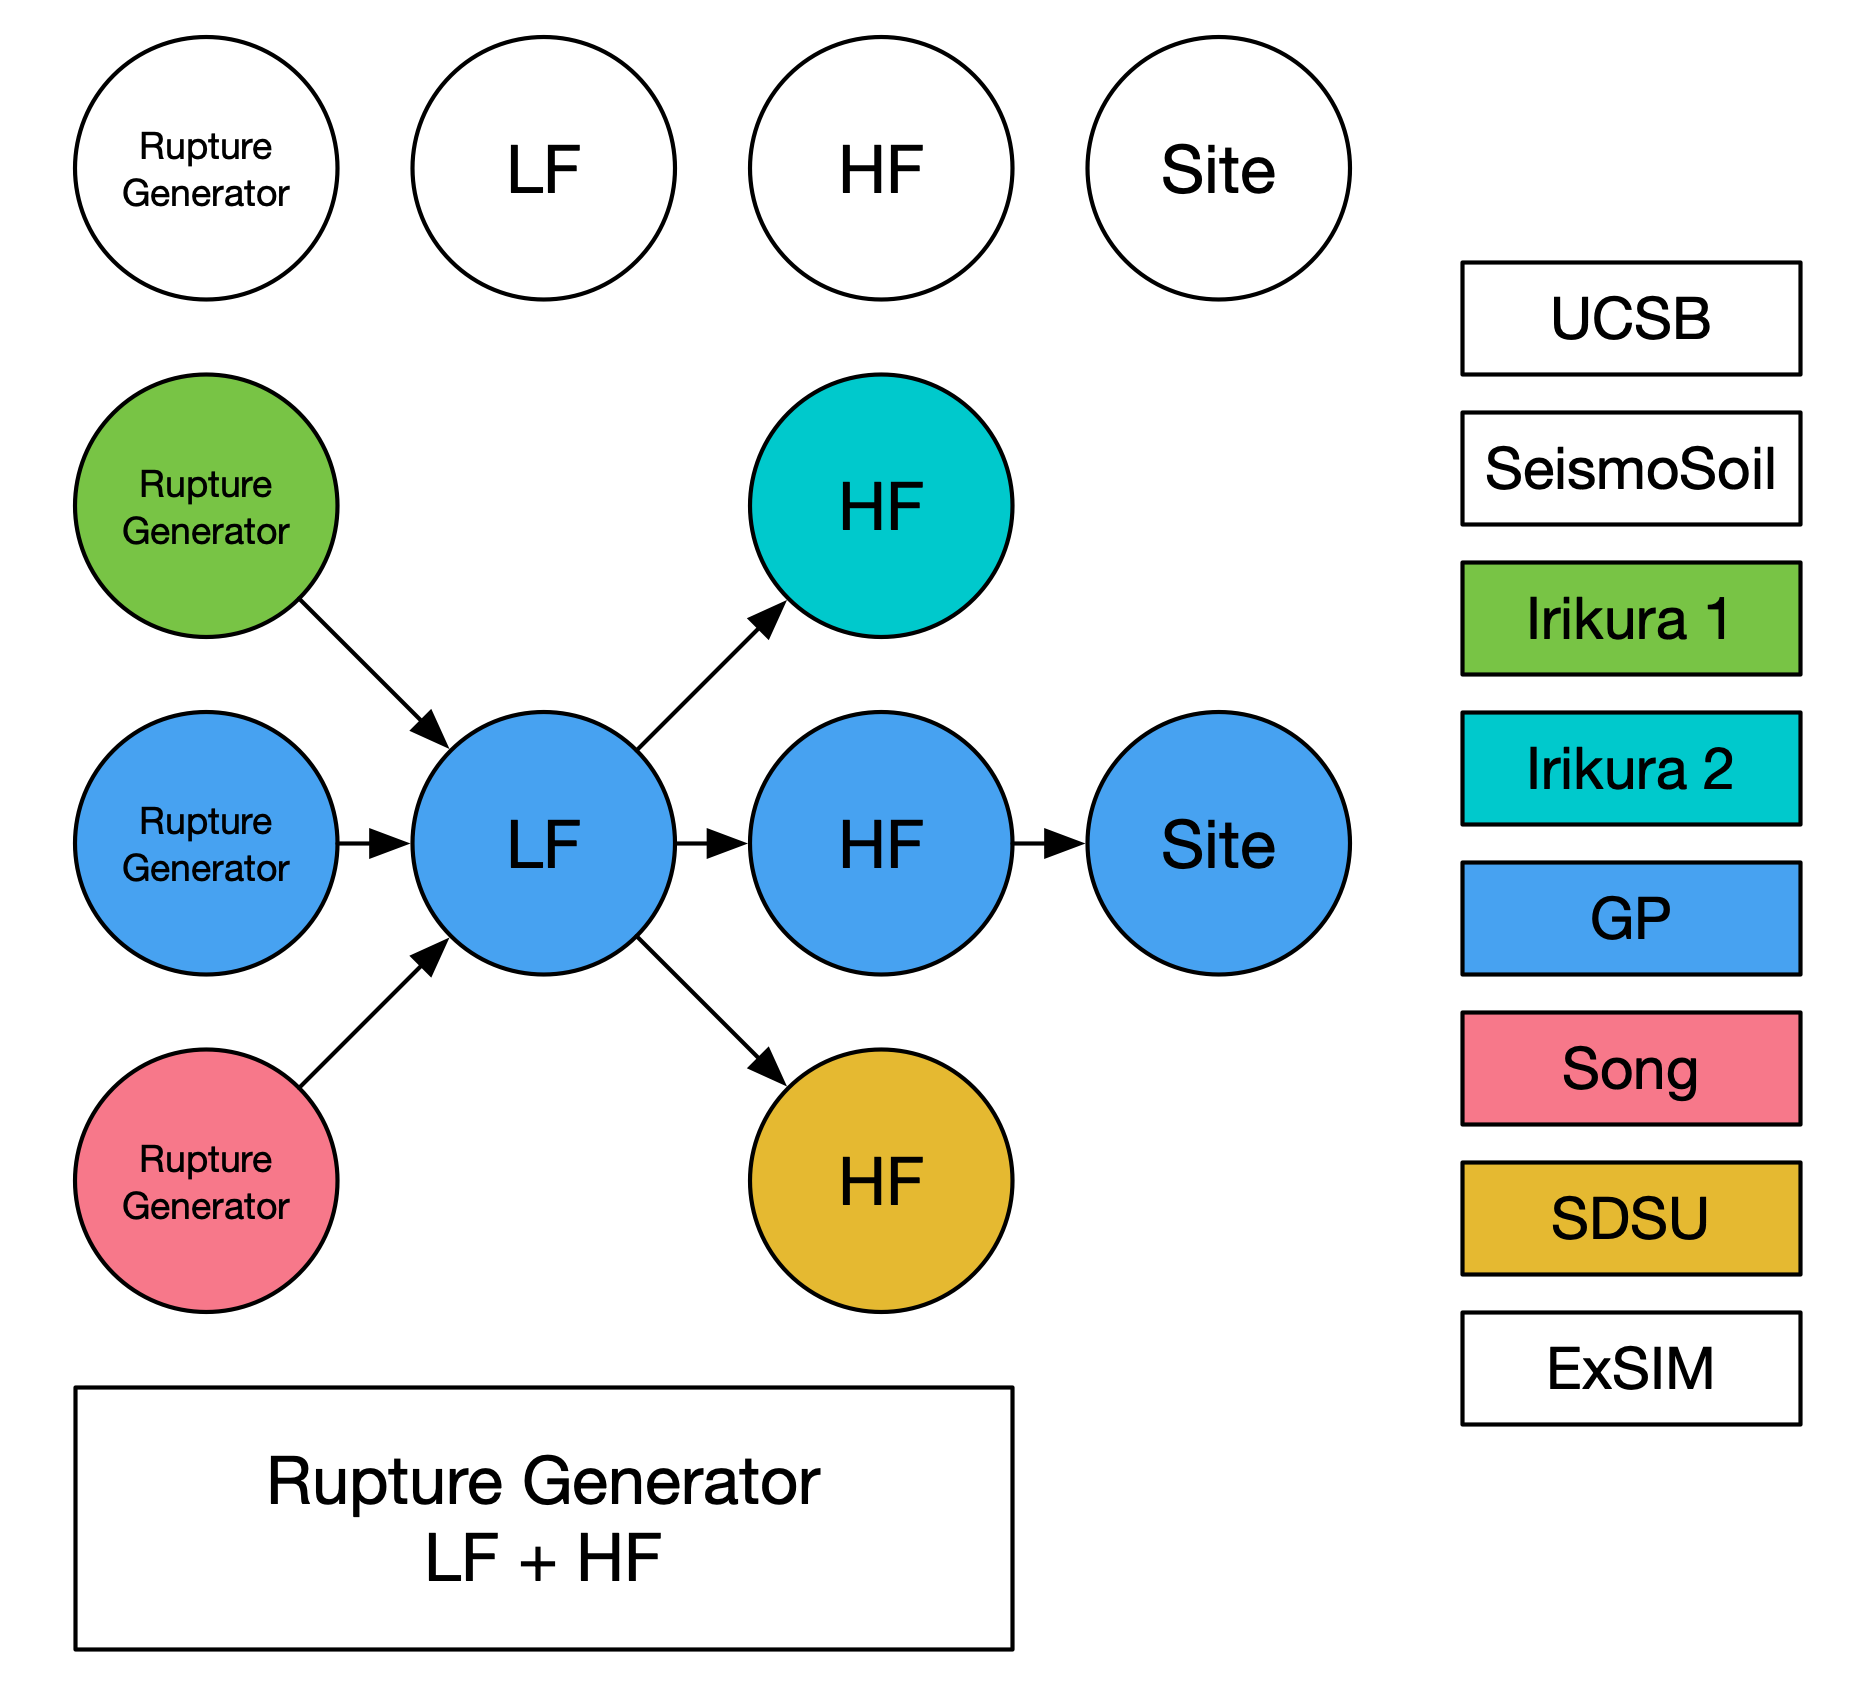 Rupture
Generator
LF
HF
Site
Rupture
Generator
HF
Rupture
Generator
LF
HF
Site
Rupture
Generator
HF
Rupture Generator
LF + HF
UCSB
SeismoSoil
Irikura 1
Irikura 2
GP
Song
SDSU
ExSIM